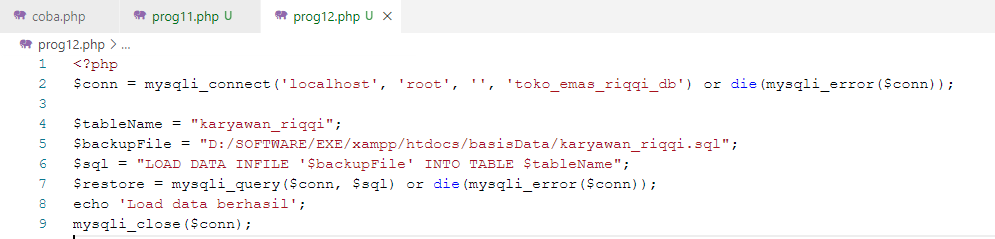 coba.php prog11.php U prog12.php U ×
prog12.php > ...
1 <?php
2 $conn = mysqli_connect('localhost', 'root', '', 'toko_emas_riqqi_db') or die(mysqli_error($conn));
3
4 $tableName = "karyawan_riqqi";
5 $backupFile = "D:/SOFTWARE/EXE/xampp/htdocs/basisData/karyawan_riqqi.sql";
6 $sql = "LOAD DATA INFILE '$backupFile' INTO TABLE $tableName";
7 $restore = mysqli_query($conn, $sql) or die(mysqli_error($conn));
8 echo 'Load data berhasil';
9 mysqli_close($conn);